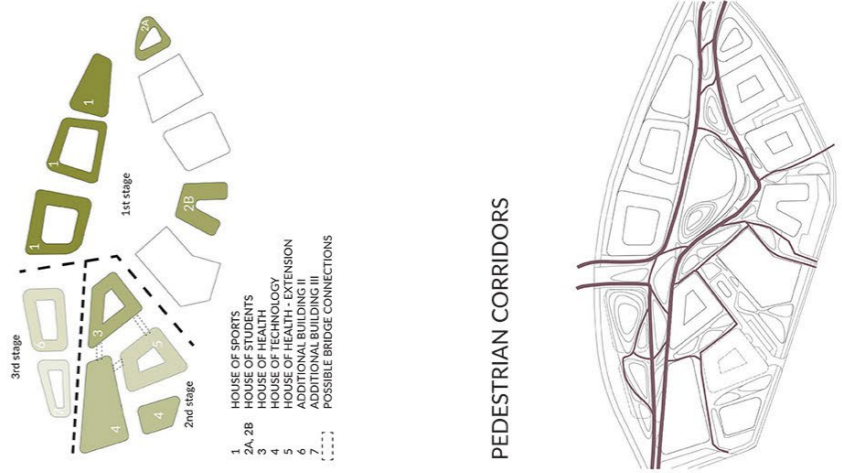 2A
1
1
1
1st stage
2B
3rd stage
6
3
5
4
4
2nd stage
1 HOUSE OF SPORTS
2A, 2B HOUSE OF STUDENTS
3 HOUSE OF HEALTH
4 HOUSE OF TECHNOLOGY
5 HOUSE OF HEALTH - EXTENSION
6 ADDITIONAL BUILDING II
7 ADDITIONAL BUILDING III
POSSIBLE BRIDGE CONNECTIONS
PEDESTRIAN CORRIDORS